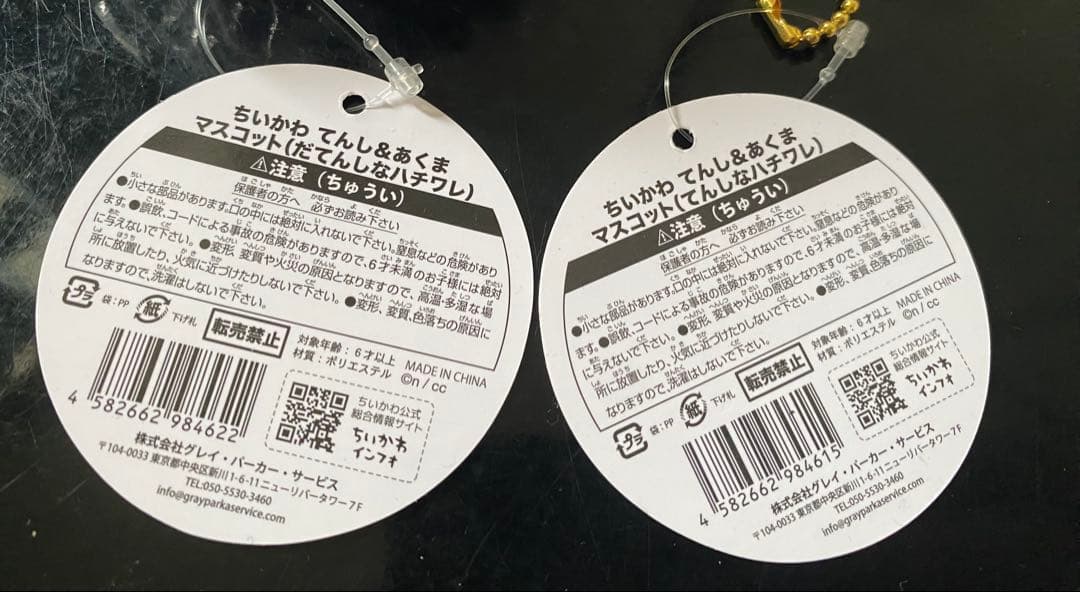 ちいかわ てんし&あくま
マスコット(だてんしなハチワレ)
⚠注意(ちゅうい)
保護者の方へ 必ずお読み下さい
●小さな部品があります。口の中には絶対に入れないで下さい。窒息などの危険があり
ます。●誤飲、コードによる事故の危険がありますので、6才未満のお子様には絶対
に与えないで下さい。●変形、変質や火災の原因となりますので、高温・多湿な場
所に放置したり、火気に近づけたりしないで下さい。●変形、変質、色落ちの原因に
なりますので、洗濯はしないで下さい。
プラ 袋:PP 紙 下げ札 転売禁止
対象年齢:6才以上
材質:ポリエステル
MADE IN CHINA
©n / cc
4 582662 984622
ちいかわ公式
総合情報サイト
ちいかわ
インフォ
株式会社グレイ・パーカー・サービス
〒104-0033 東京都中央区新川1-6-11 ニューリバータワー7F
TEL:050-5530-3460
info@grayparkaservice.com
ちいかわ てんし&あくま
マスコット(てんしなハチワレ)
⚠注意(ちゅうい)
保護者の方へ 必ずお読み下さい
●小さな部品があります。口の中には絶対に入れないで下さい。窒息などの危険があり
ます。●誤飲、コードによる事故の危険がありますので、6才未満のお子様には絶対
に与えないで下さい。●変形、変質や火災の原因となりますので、高温・多湿な場
所に放置したり、火気に近づけたりしないで下さい。●変形、変質、色落ちの原因に
なりますので、洗濯はしないで下さい。
プラ 袋:PP 紙 下げ札 転売禁止
対象年齢:6才以上
材質:ポリエステル
MADE IN CHINA
©n / cc
4 582662 984615
ちいかわ公式
総合情報サイト
ちいかわ
インフォ
株式会社グレイ・パーカー・サービス
〒104-0033 東京都中央区新川1-6-11 ニューリバータワー7F
TEL:050-5530-3460
info@grayparkaservice.com